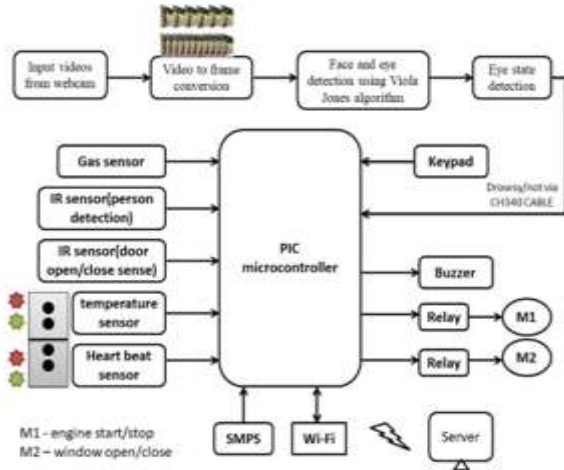 Input videos
from webcam
Video to frame
conversion
Face and eye
detection using Viola
Jones algorithm
Eye state
detection
Gas sensor
IR sensor(person
detection)
IR sensor(door
open/close sense)
temperature
sensor
Heart beat
sensor
PIC
microcontroller
Keypad
Drowsy/not via
CH340 CABLE
Buzzer
Relay
M1
Relay
M2
SMPS
Wi-Fi
Server
M1 - engine start/stop
M2 – window open/close